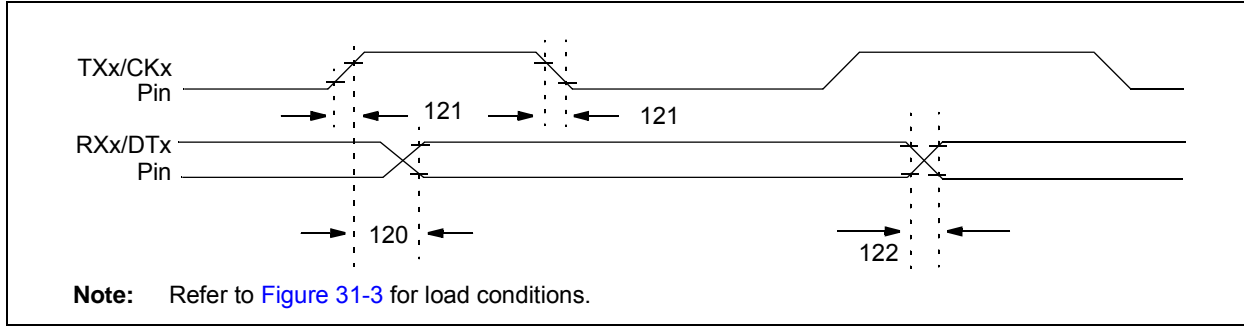 TXx/CKx
Pin
121
121
RXx/DTx
Pin
120
122
Note: Refer to Figure 31-3 for load conditions.